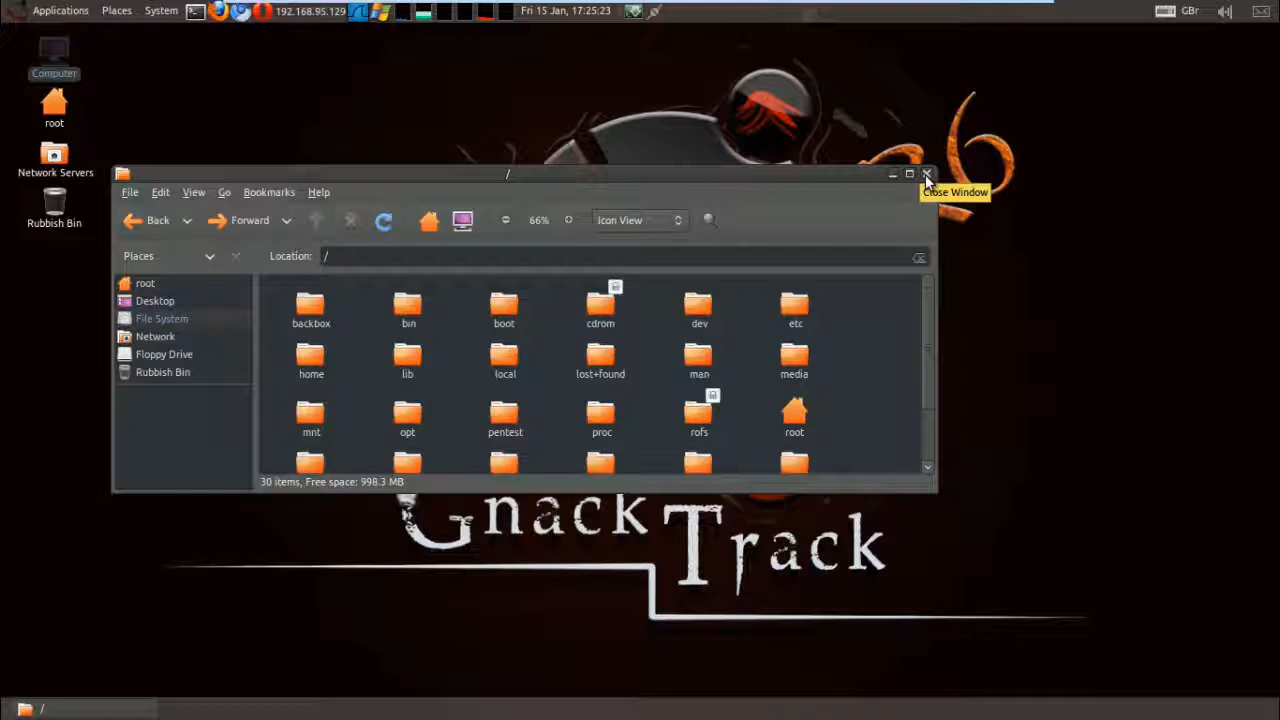 Applications Places System 192.168.95.129 Fri 15 Jan, 17:25:23 GBr
Computer
root
Network Servers
Rubbish Bin
/
Close Window
File Edit View Go Bookmarks Help
Back Forward 66% Icon View
Places Location: /
root
Desktop
File System
Network
Floppy Drive
Rubbish Bin
backbox bin boot cdrom dev etc
home lib local lost+found man media
mnt opt pentest proc rofs root
30 items, Free space: 998.3 MB
Gnack Track
/